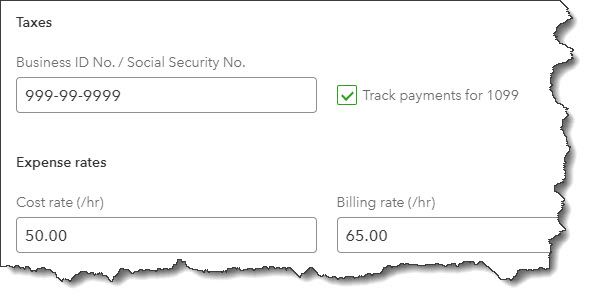 Taxes
Business ID No. / Social Security No.
999-99-9999
Track payments for 1099
Expense rates
Cost rate (/hr)
Billing rate (/hr)
50.00
65.00